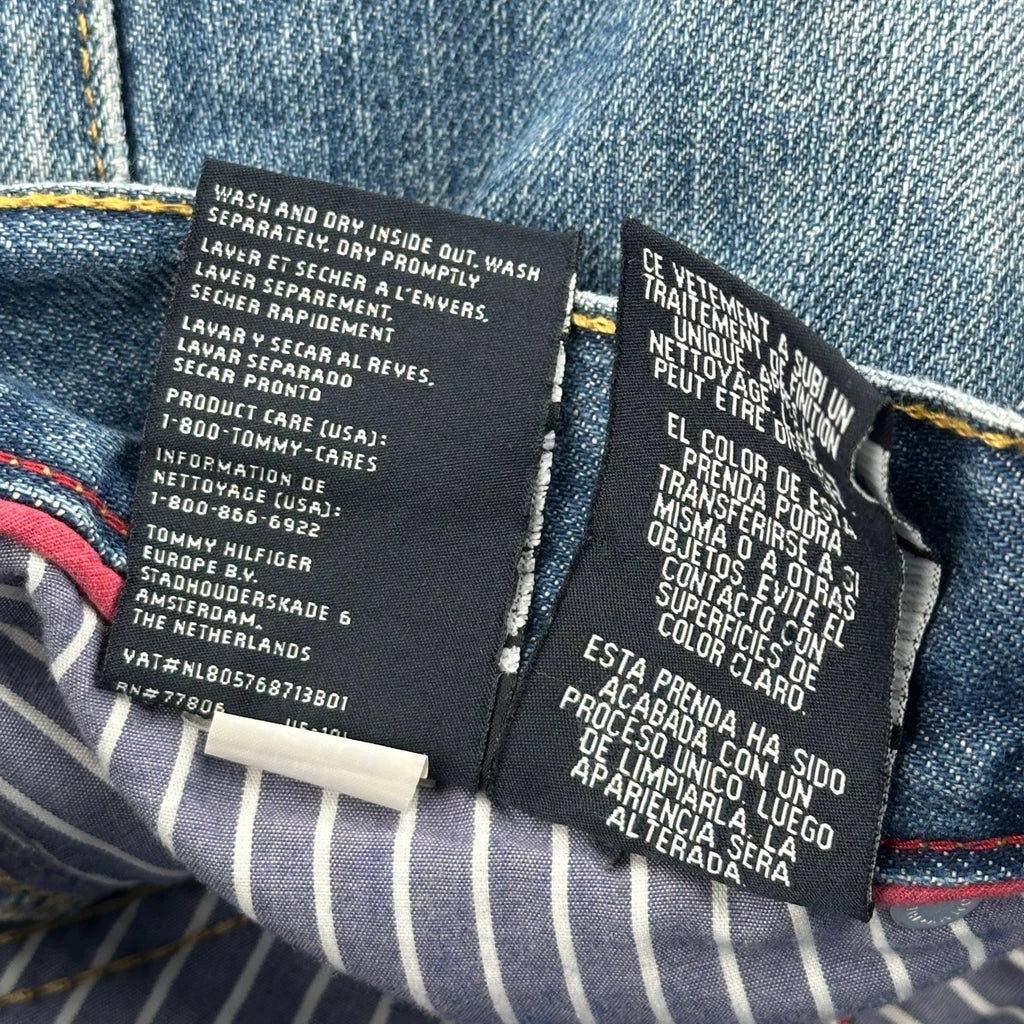 WASH AND DRY INSIDE OUT, WASH
SEPARATELY, DRY PROMPTLY
LAVER ET SECHER A L'ENVERS,
LAVER SEPAREMENT,
SECHER RAPIDEMENT
LAVAR Y SECAR AL REVES,
LAVAR SEPARADO
SECAR PRONTO
PRODUCT CARE (USA):
1-800-TOMMY-CARES
INFORMATION DE
NETTOYAGE (USA):
1-800-866-6922
TOMMY HILFIGER
EUROPE B.V.
STADHOUDERSKADE 6
AMSTERDAM,
THE NETHERLANDS
VAT#NL805768713B01
RN#77806
CE VETEMENT A SUBI UN
TRAITEMENT DE FINITION
UNIQUE.
NETTOYAGE
PEUT ETRE
EL COLOR DE ESTA
PRENDA PODRA
TRANSFERIRSE A SI
MISMA O A OTRAS
OBJETOS. EVITE EL
CONTACTO CON
SUPERFICIES DE
COLOR CLARO.
ESTA PRENDA HA SIDO
ACABADA CON UN
PROCESO UNICO. LUEGO
DE LIMPIARLA, LA
APARIENCIA SERA
ALTERADA.